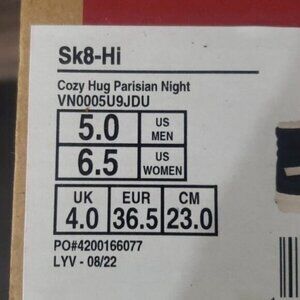 Sk8-Hi
Cozy Hug Parisian Night
VN0005U9JDU
5.0 US MEN
6.5 US WOMEN
UK EUR CM
4.0 36.5 23.0
PO#4200166077
LYV - 08/22